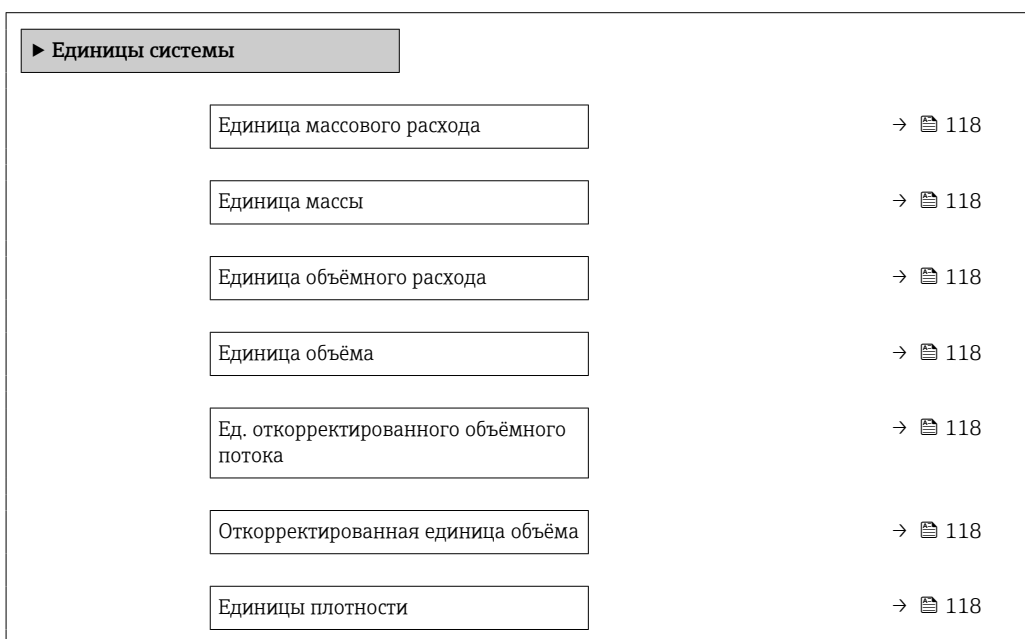 ▶ Единицы системы
Единица массового расхода → 118
Единица массы → 118
Единица объёмного расхода → 118
Единица объёма → 118
Ед. откорректированного объёмного → 118
потока
Откорректированная единица объёма → 118
Единицы плотности → 118